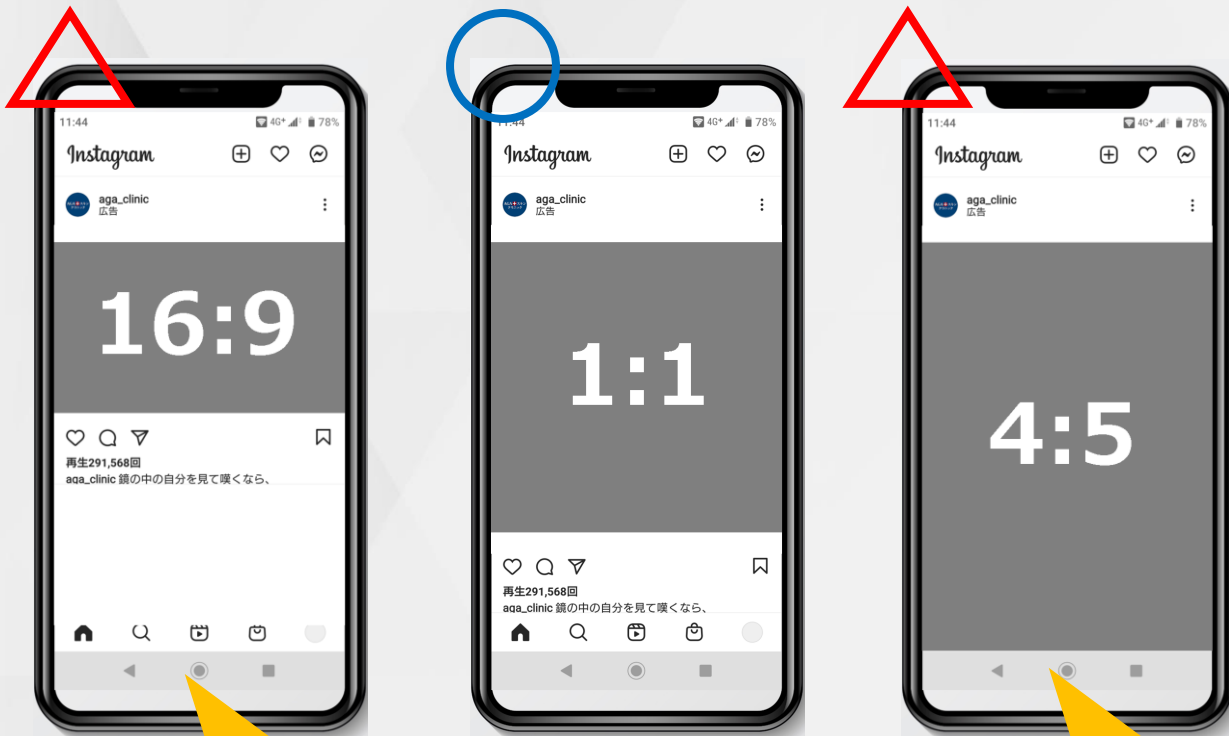 11:44
4G+
78%
Instagram
aga_clinic
広告
16:9
再生291,568回
aga_clinic 鏡の中の自分を見て嘆くなら、
11:44
4G+
78%
Instagram
aga_clinic
広告
1:1
再生291,568回
aga_clinic 鏡の中の自分を見て嘆くなら、
11:44
4G+
78%
Instagram
aga_clinic
広告
4:5